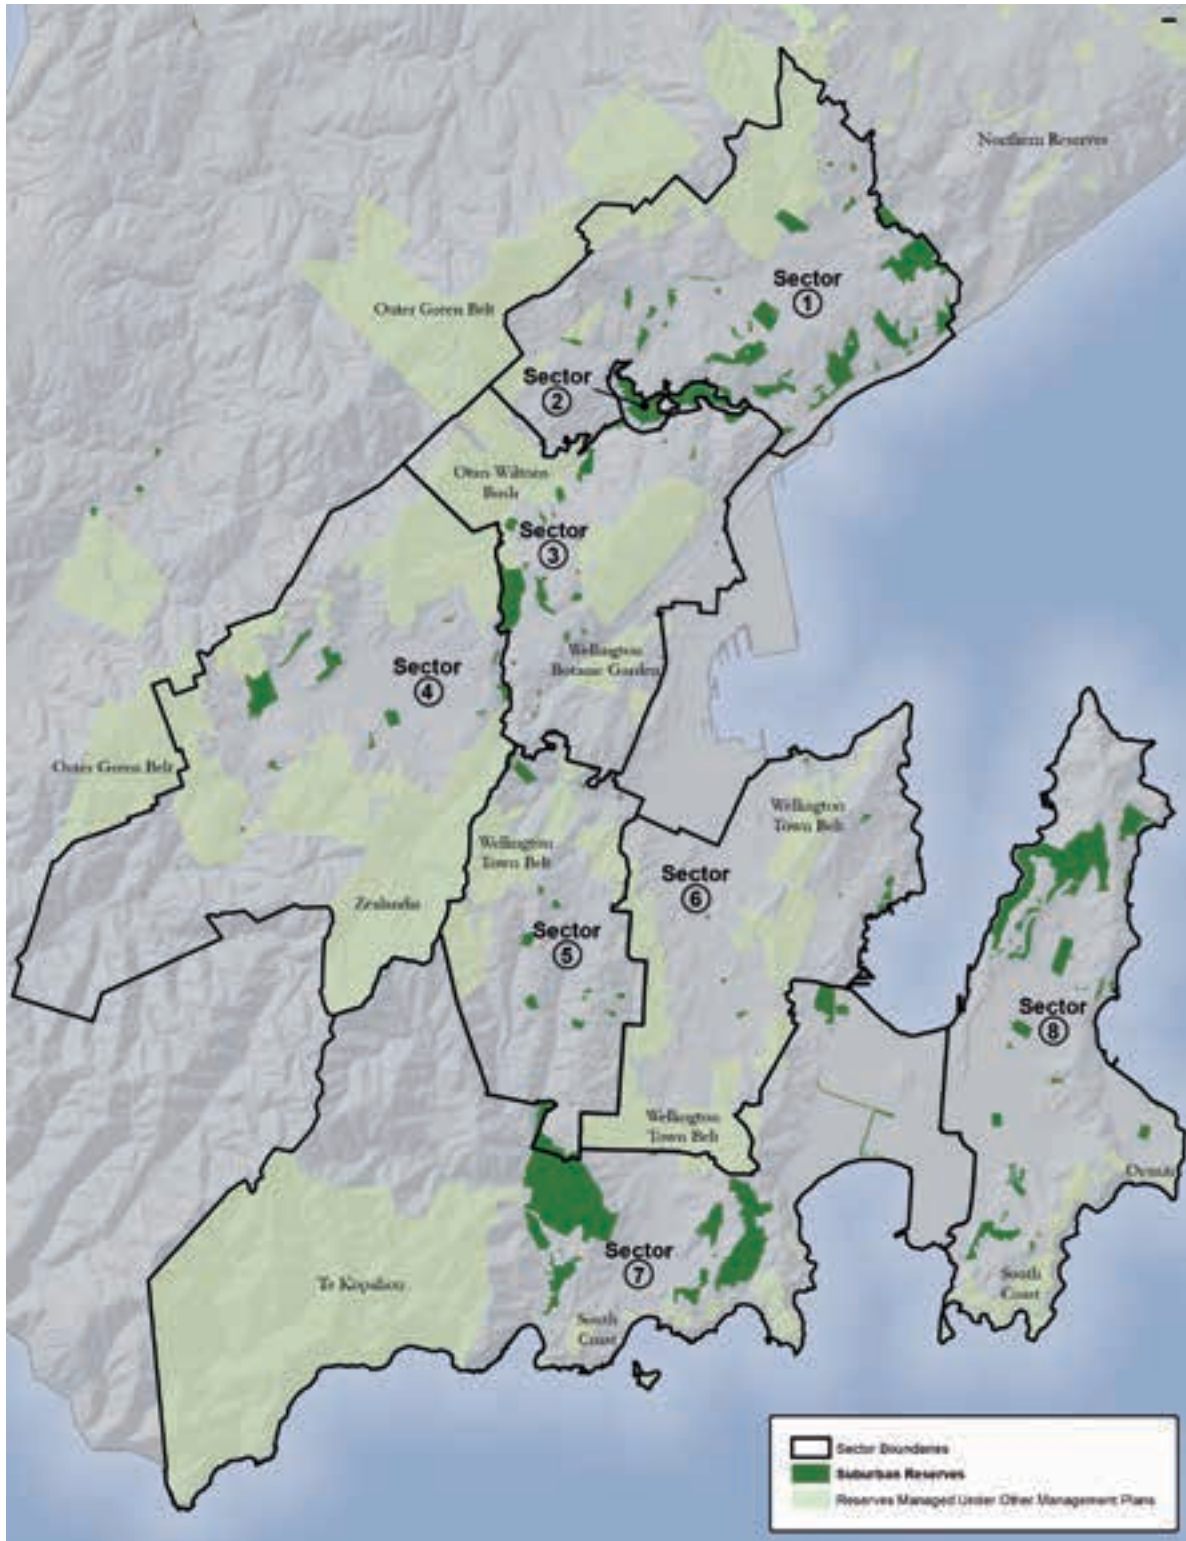 Northern Reserves
Sector
1
Outer Green Belt
Sector
2
Otari Wiltons
Bush
Sector
3
Wellington
Botanic Garden
Sector
4
Outer Green Belt
Wellington
Town Belt
Wellington
Town Belt
Sector
6
Zealandia
Sector
5
Sector
8
Wellington
Town Belt
Sector
7
Te Kopahou
South
Coast
South
Coast
Sector Boundaries
Suburban Reserves
Reserves Managed Under Other Management Plans